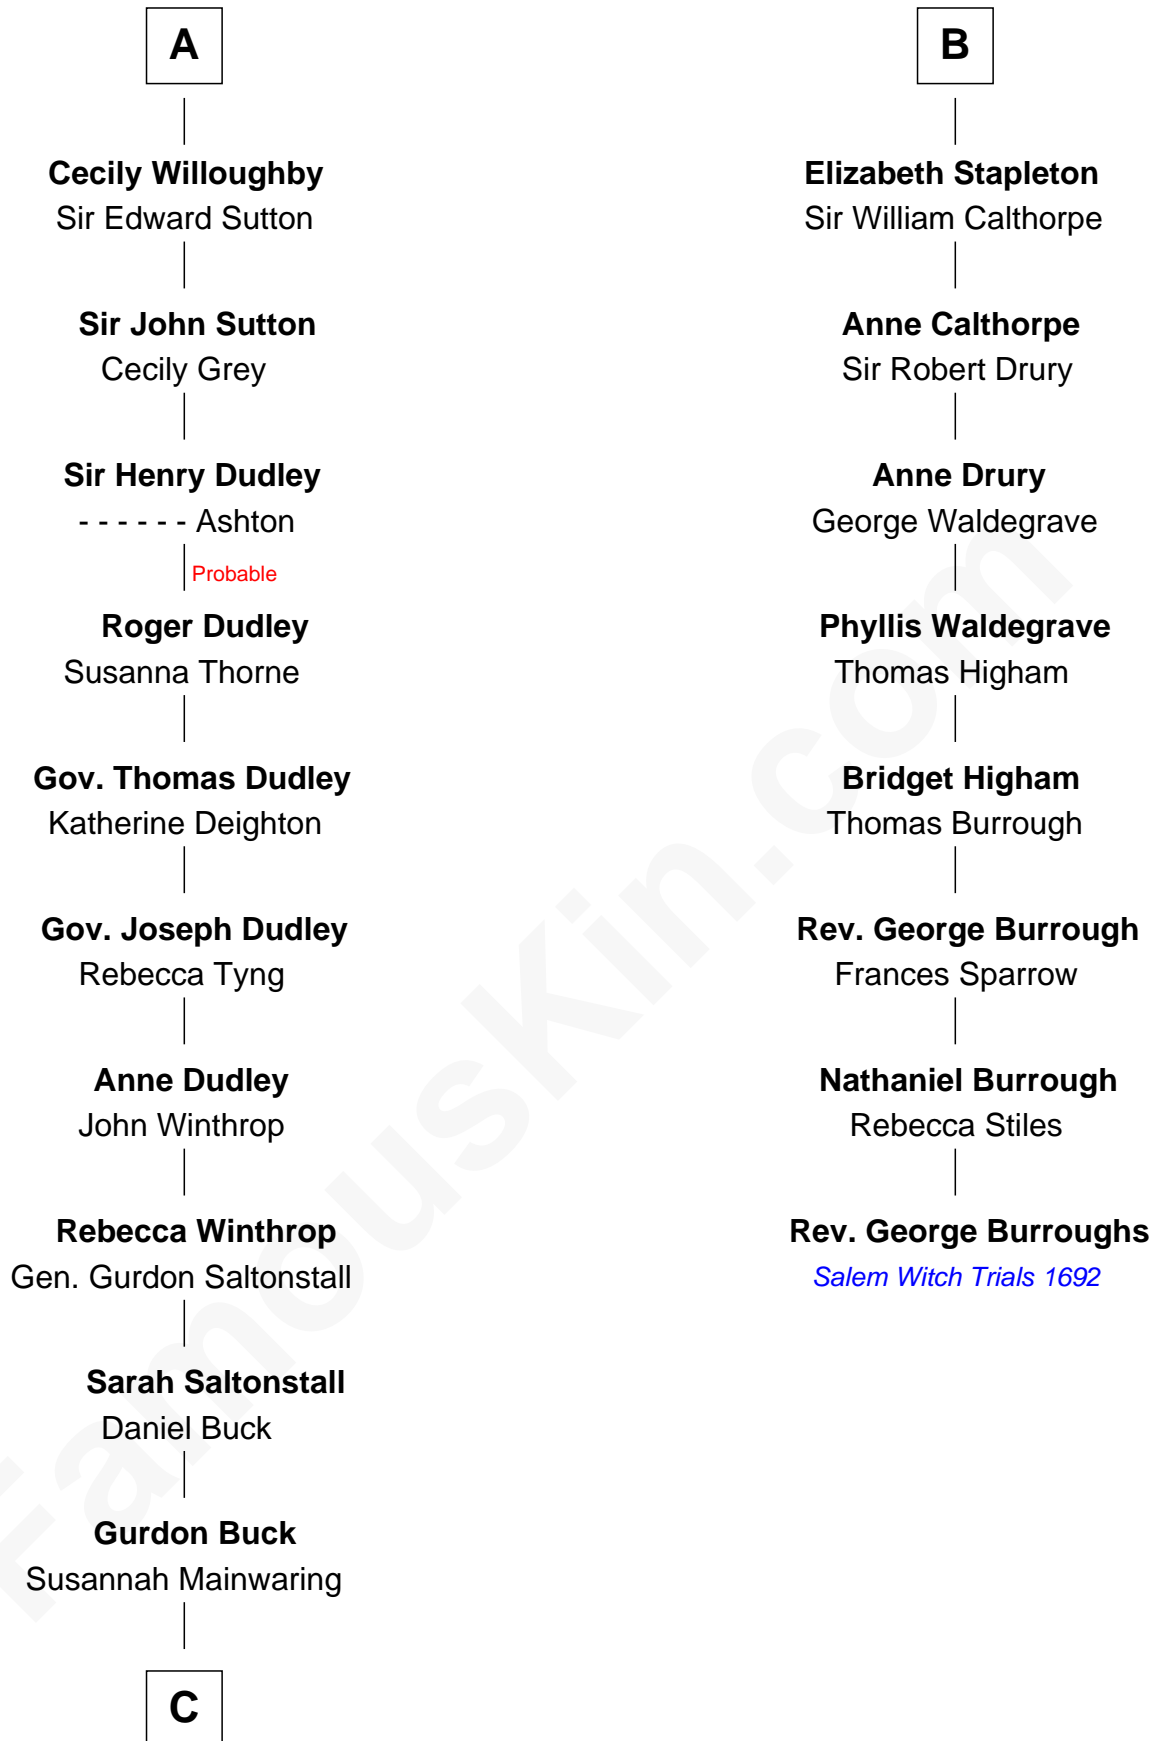 A
Cecily Willoughby
Sir Edward Sutton
Sir John Sutton
Cecily Grey
Sir Henry Dudley
- - - - - - Ashton
Probable
Roger Dudley
Susanna Thorne
Gov. Thomas Dudley
Katherine Deighton
Gov. Joseph Dudley
Rebecca Tyng
Anne Dudley
John Winthrop
Rebecca Winthrop
Gen. Gurdon Saltonstall
Sarah Saltonstall
Daniel Buck
Gurdon Buck
Susannah Mainwaring
C
B
Elizabeth Stapleton
Sir William Calthorpe
Anne Calthorpe
Sir Robert Drury
Anne Drury
George Waldegrave
Phyllis Waldegrave
Thomas Higham
Bridget Higham
Thomas Burrough
Rev. George Burrough
Frances Sparrow
Nathaniel Burrough
Rebecca Stiles
Rev. George Burroughs
Salem Witch Trials 1692
FamousKin.com